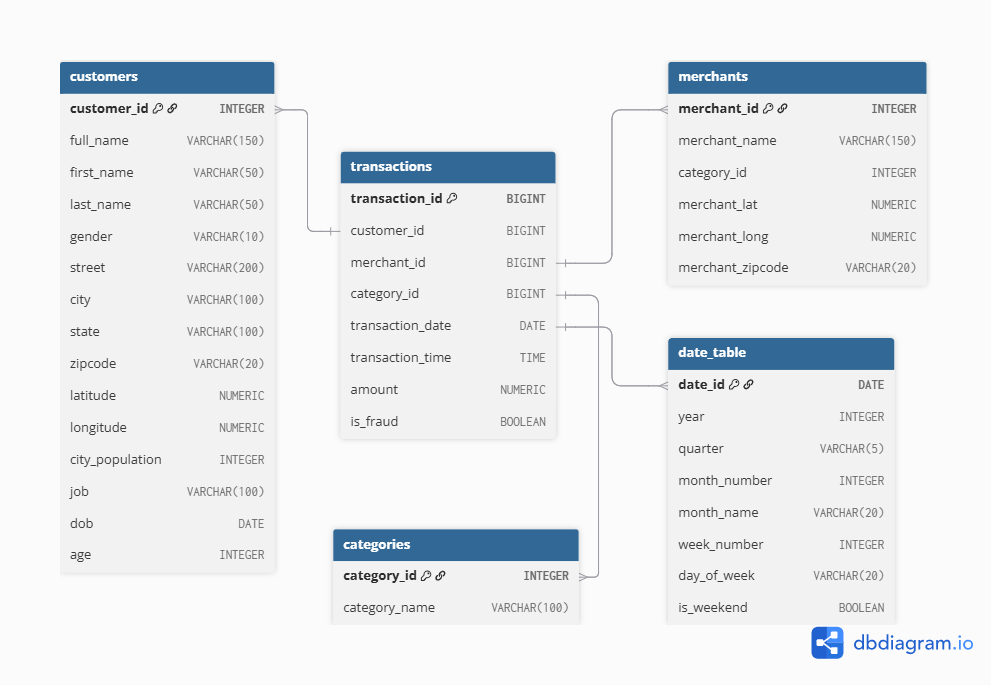 customers
customer_id INTEGER
full_name VARCHAR(150)
first_name VARCHAR(50)
last_name VARCHAR(50)
gender VARCHAR(10)
street VARCHAR(200)
city VARCHAR(100)
state VARCHAR(100)
zipcode VARCHAR(20)
latitude NUMERIC
longitude NUMERIC
city_population INTEGER
job VARCHAR(100)
dob DATE
age INTEGER
transactions
transaction_id BIGINT
customer_id BIGINT
merchant_id BIGINT
category_id BIGINT
transaction_date DATE
transaction_time TIME
amount NUMERIC
is_fraud BOOLEAN
categories
category_id INTEGER
category_name VARCHAR(100)
merchants
merchant_id INTEGER
merchant_name VARCHAR(150)
category_id INTEGER
merchant_lat NUMERIC
merchant_long NUMERIC
merchant_zipcode VARCHAR(20)
date_table
date_id DATE
year INTEGER
quarter VARCHAR(5)
month_number INTEGER
month_name VARCHAR(20)
week_number INTEGER
day_of_week VARCHAR(20)
is_weekend BOOLEAN
dbdiagram.io